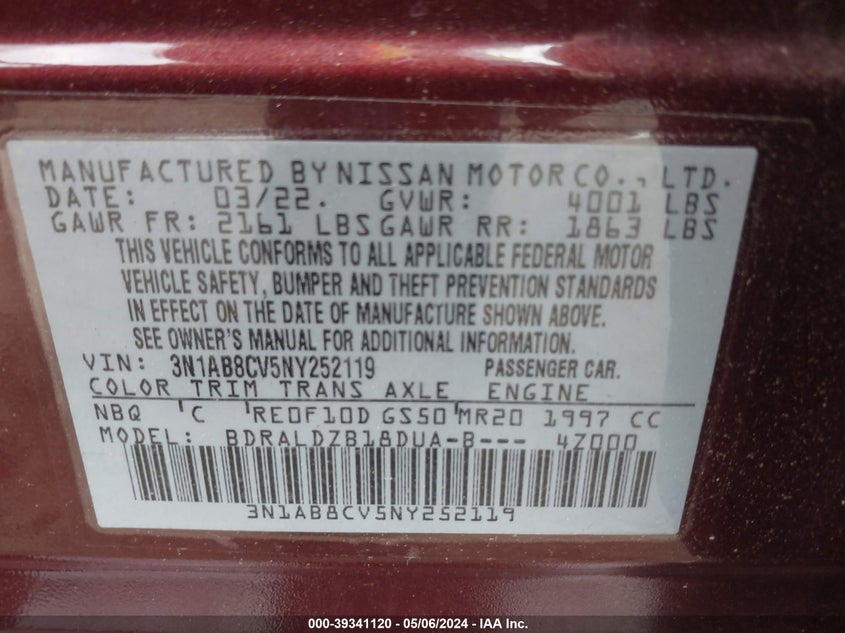 MANUFACTURED BY NISSAN MOTOR CO., LTD.
DATE: 03/22. GVWR: 4001 LBS
GAWR FR: 2161 LBS GAWR RR: 1863 LBS
THIS VEHICLE CONFORMS TO ALL APPLICABLE FEDERAL MOTOR
VEHICLE SAFETY, BUMPER AND THEFT PREVENTION STANDARDS
IN EFFECT ON THE DATE OF MANUFACTURE SHOWN ABOVE.
SEE OWNER'S MANUAL FOR ADDITIONAL INFORMATION.
VIN: 3N1AB8CV5NY252119 PASSENGER CAR.
COLOR TRIM TRANS AXLE ENGINE
NBQ 'C 'RE0F10D GS50 'MR20 1997 CC
MODEL: BDRALDZB18DUA-B--- 4Z000
3N1AB8CV5NY252119
000-39341120 - 05/06/2024 - IAA Inc.